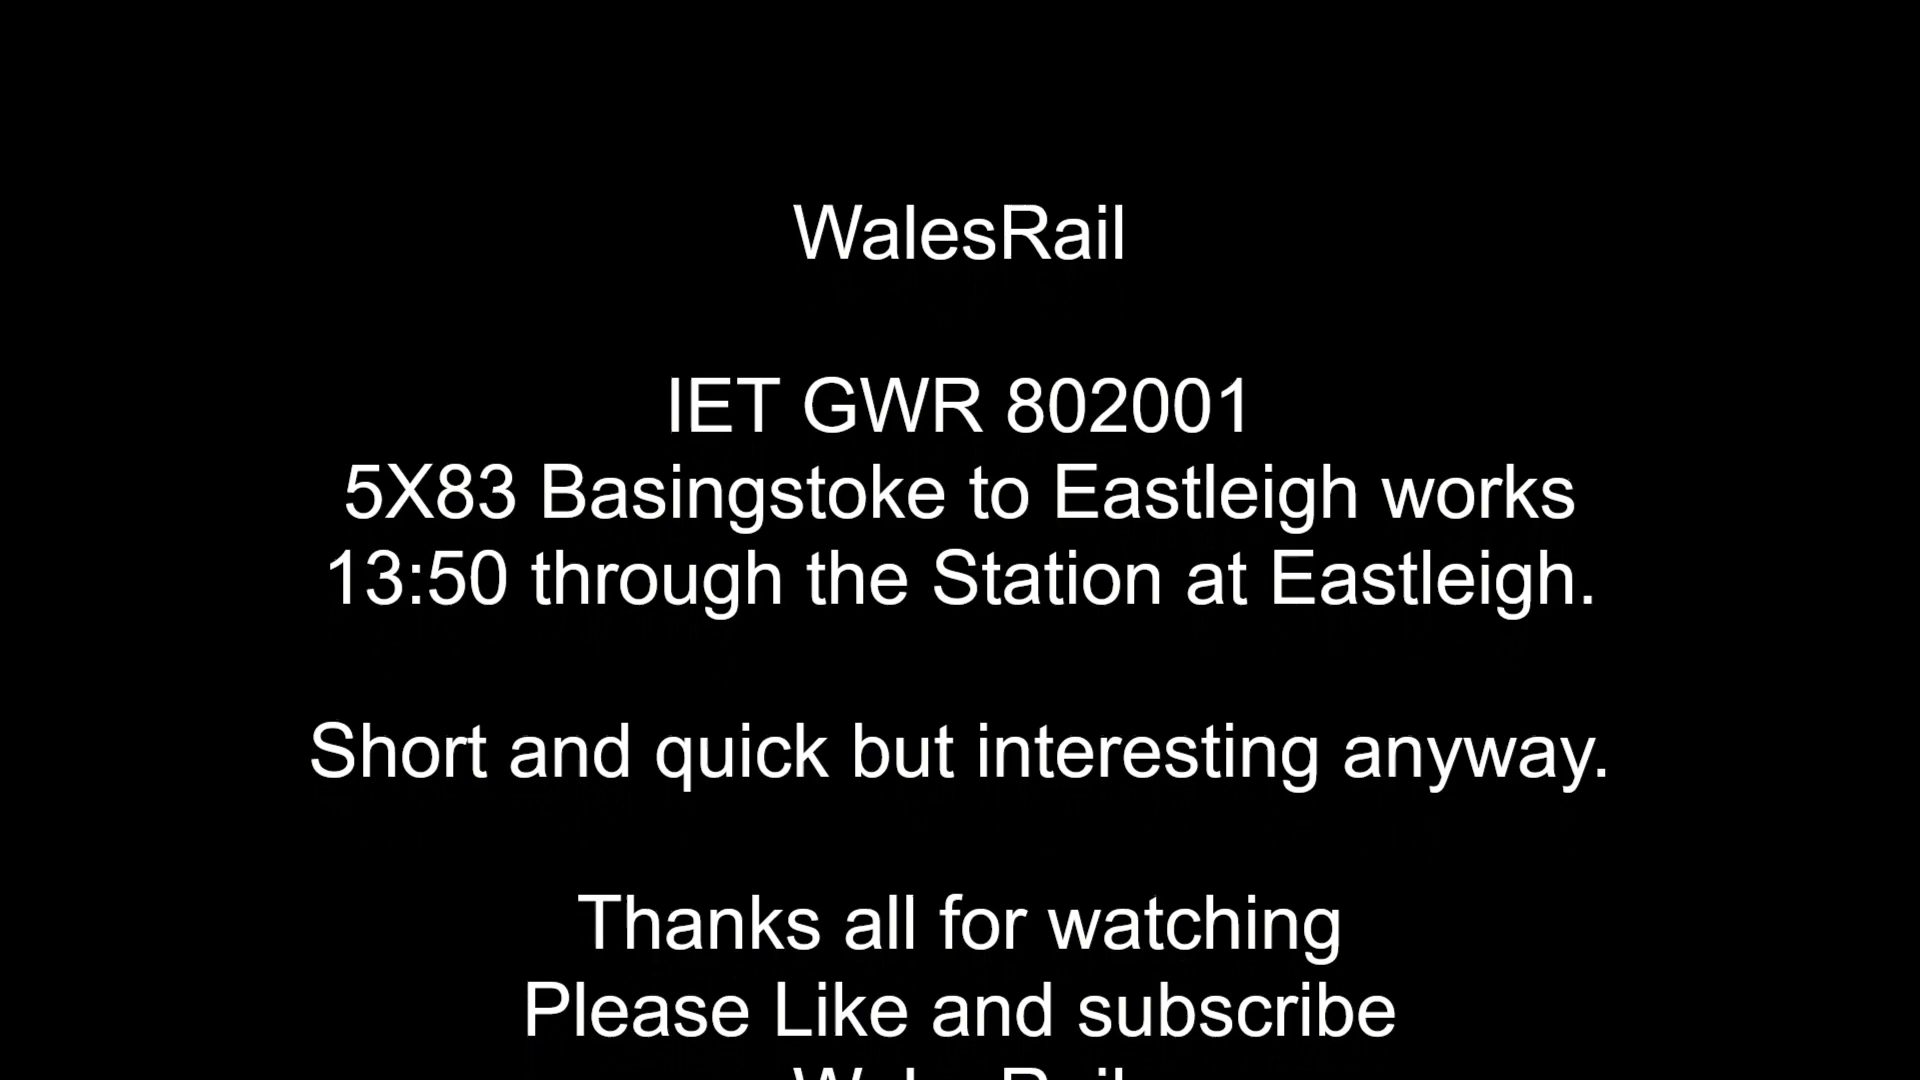 WalesRail
IET GWR 802001
5X83 Basingstoke to Eastleigh works
13:50 through the Station at Eastleigh.
Short and quick but interesting anyway.
Thanks all for watching
Please Like and subscribe
WalesRail